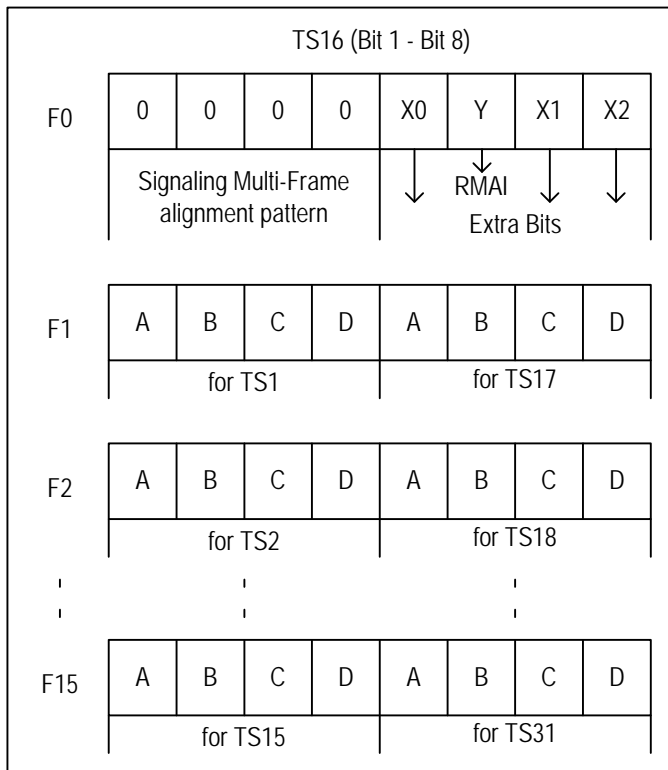 TS16 (Bit 1 - Bit 8)
F0 0 0 0 0 X0 Y X1 X2
Signaling Multi-Frame
alignment pattern
RMAI
Extra Bits
F1 A B C D A B C D
for TS1 for TS17
F2 A B C D A B C D
for TS2 for TS18
F15 A B C D A B C D
for TS15 for TS31